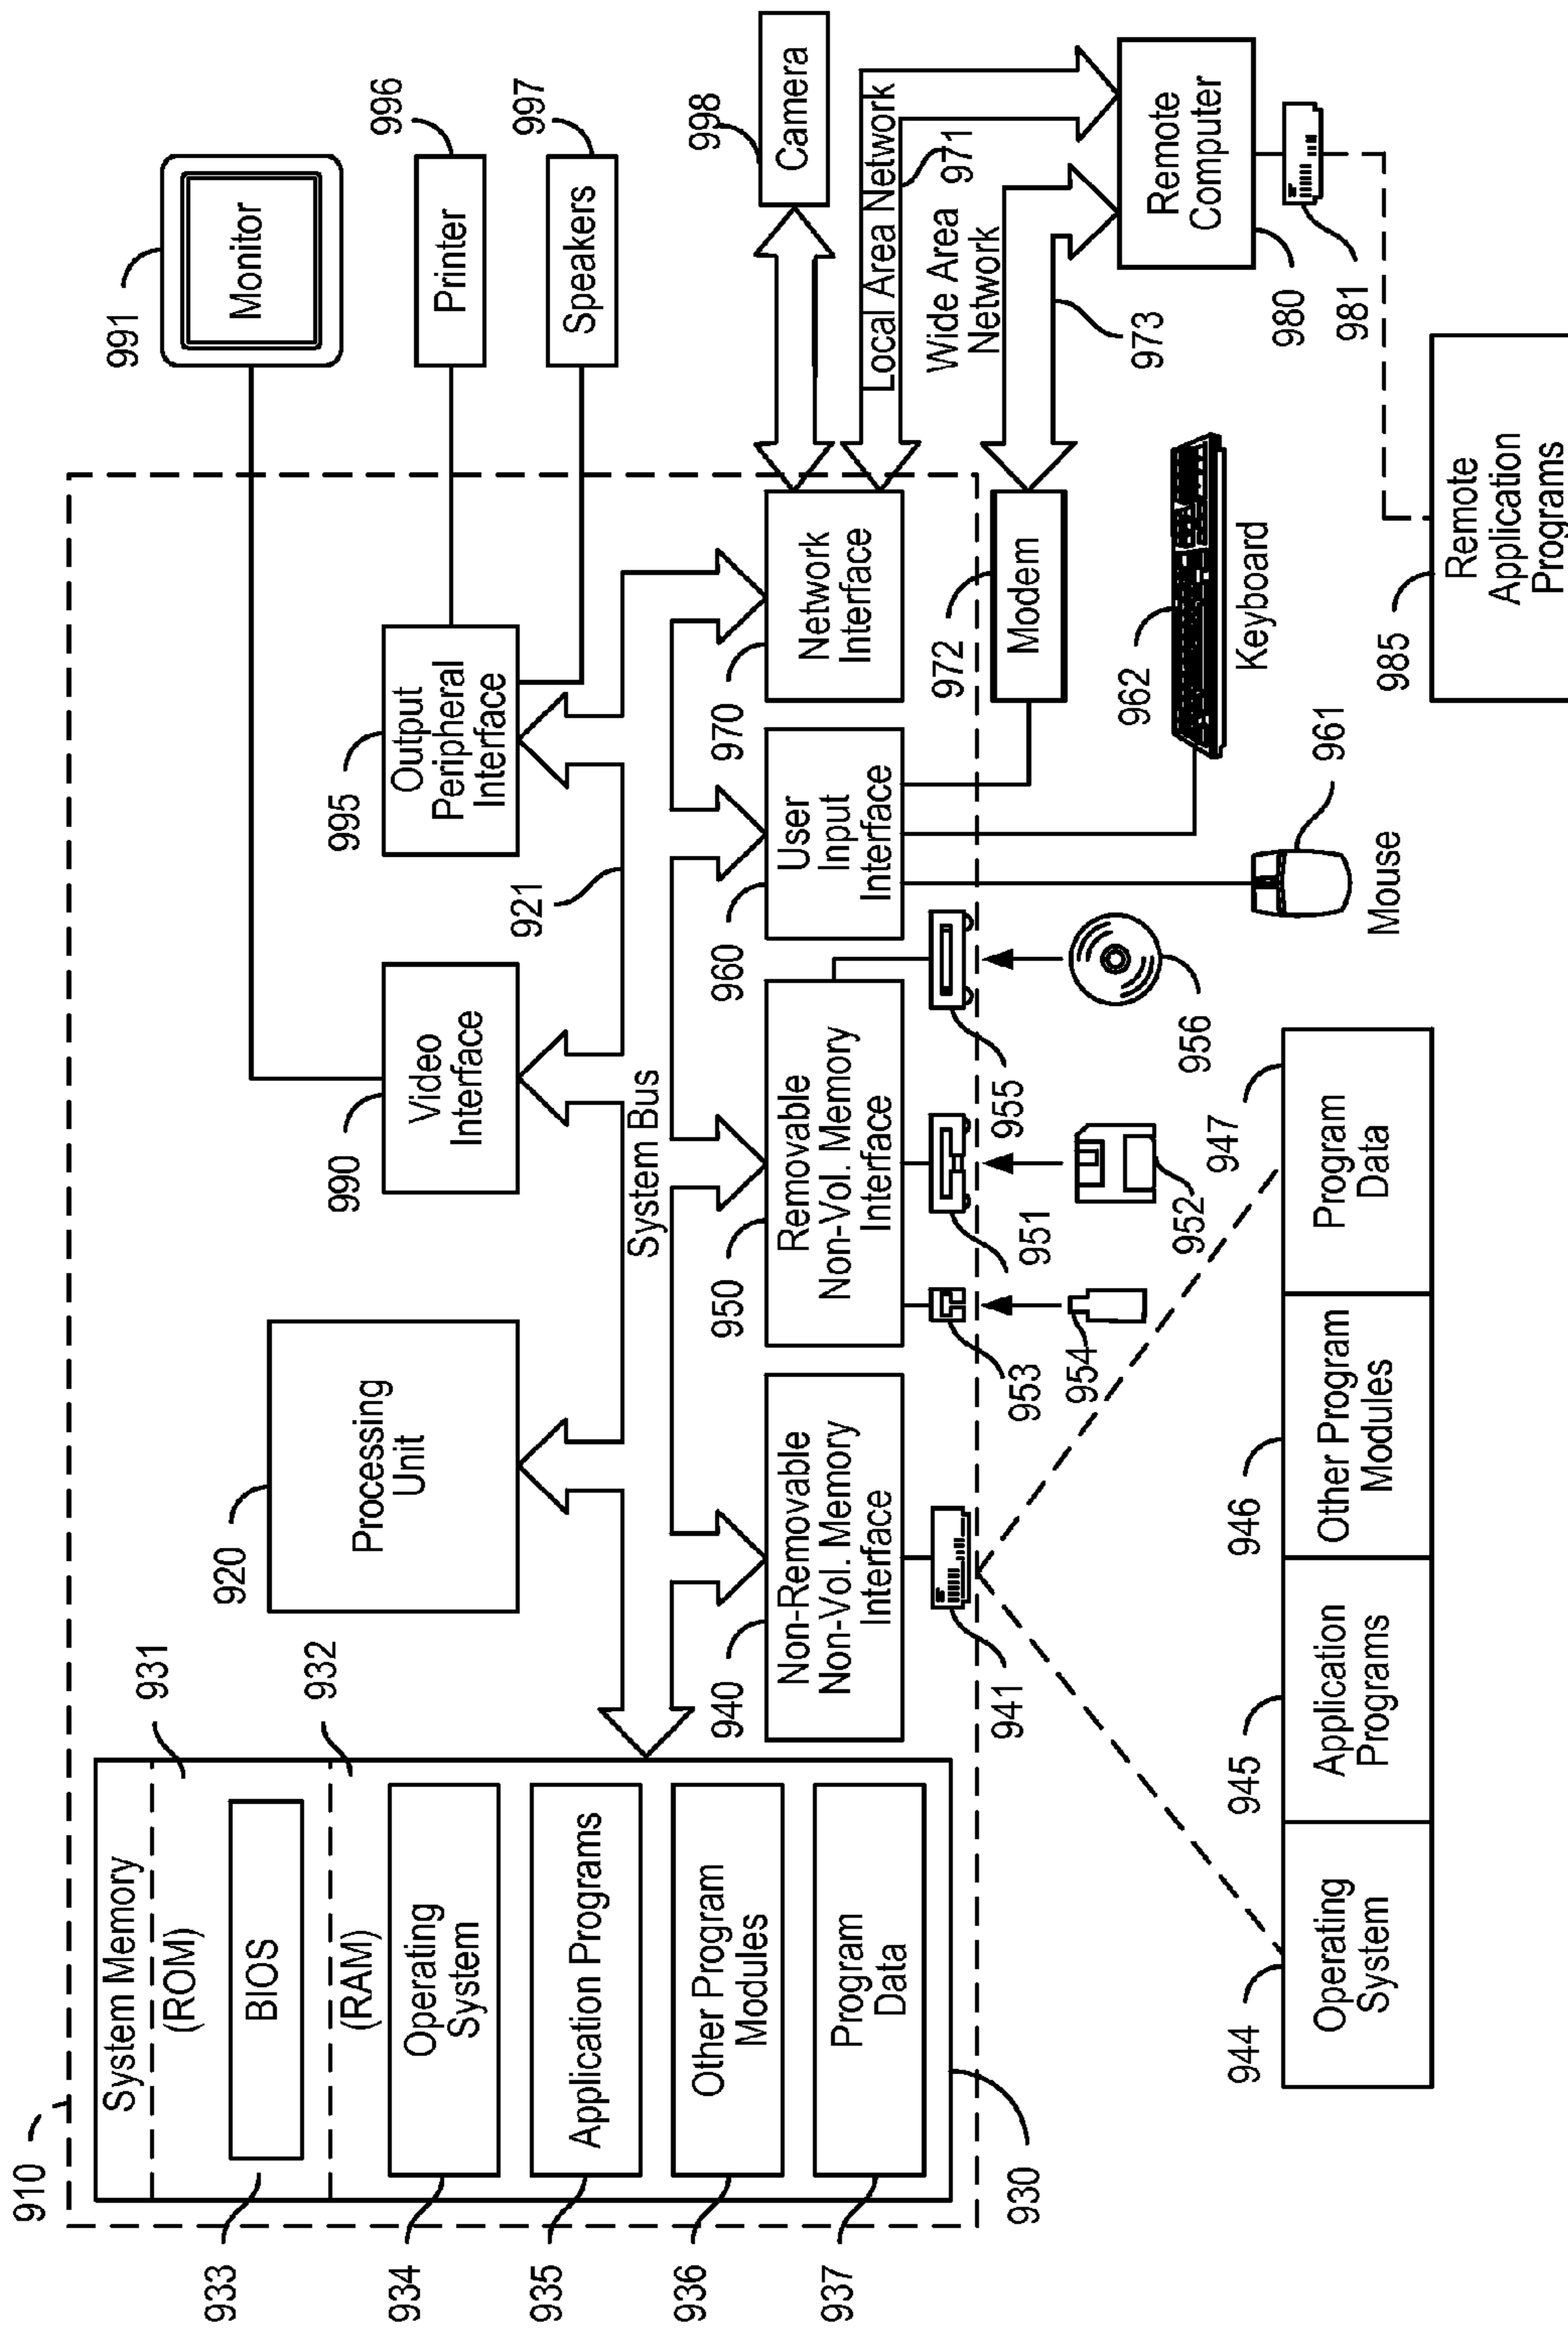 910
System Memory
(ROM)
931
BIOS
933
(RAM)
932
Operating
System
934
Application Programs
935
Other Program
Modules
936
Program
Data
937
930
920
Processing
Unit
990
Video
Interface
995
Output
Peripheral
Interface
991
Monitor
996
Printer
997
Speakers
System Bus
921
940
Non-Removable
Non-Vol. Memory
Interface
950
Removable
Non-Vol. Memory
Interface
960
User
Input
Interface
970
Network
Interface
998
Camera
Local Area Network
971
Wide Area
Network
973
972
Modem
941
953
954
951
952
955
956
961
Mouse
962
Keyboard
Remote
Computer
980
981
944
Operating
System
945
Application
Programs
946
Other Program
Modules
947
Program
Data
985
Remote
Application
Programs